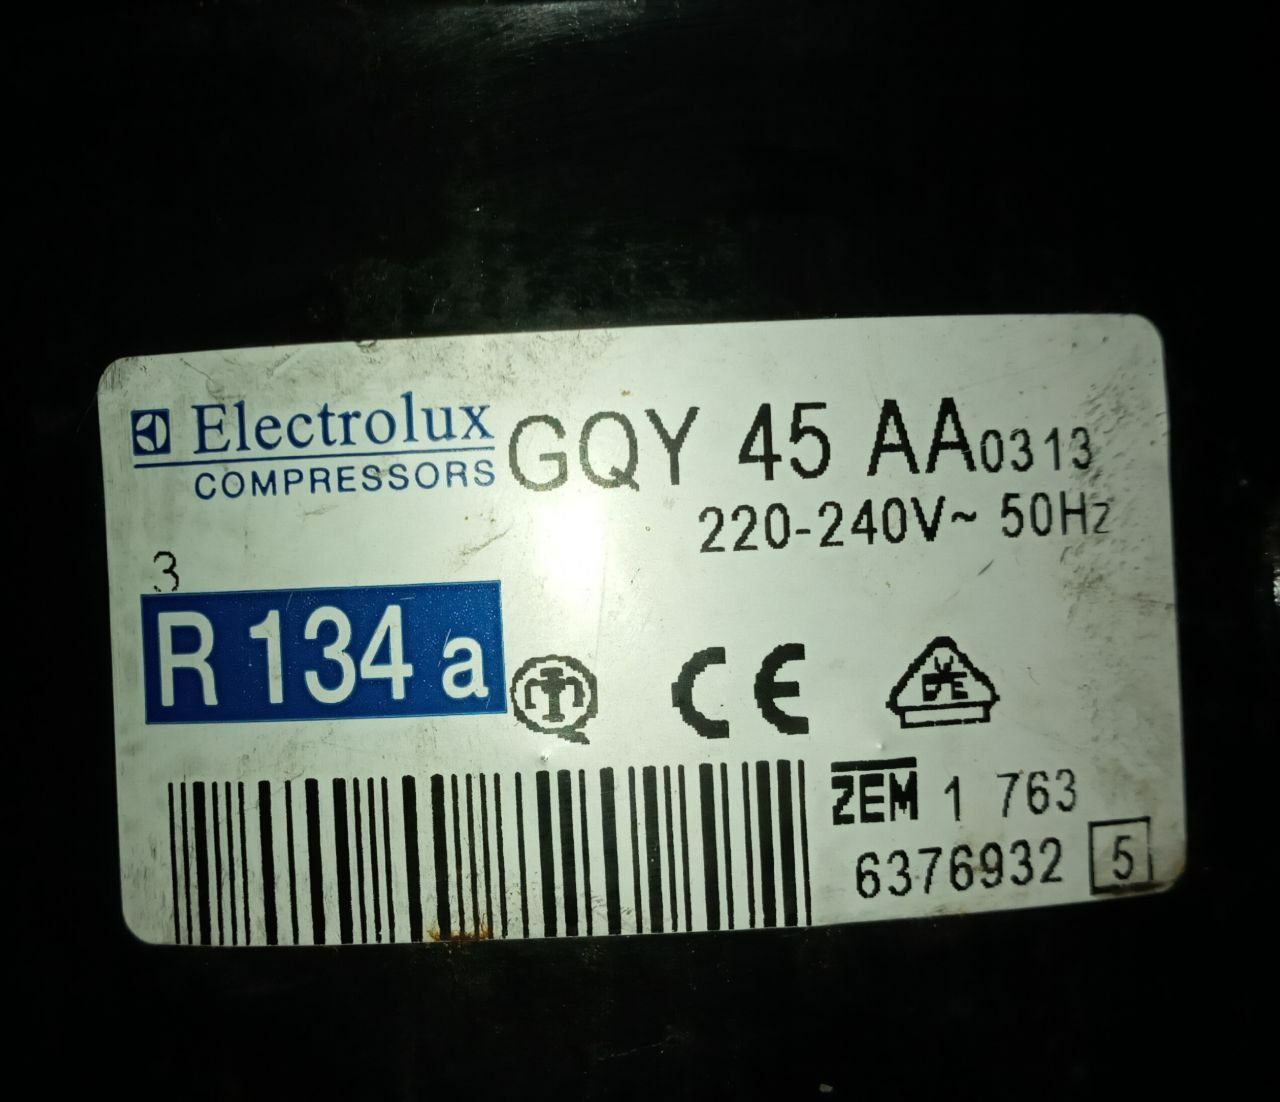 Electrolux
COMPRESSORS
GQY 45 AA0313
220-240V~ 50Hz
3
R 134 a
CE
ZEM 1 763
6376932 5